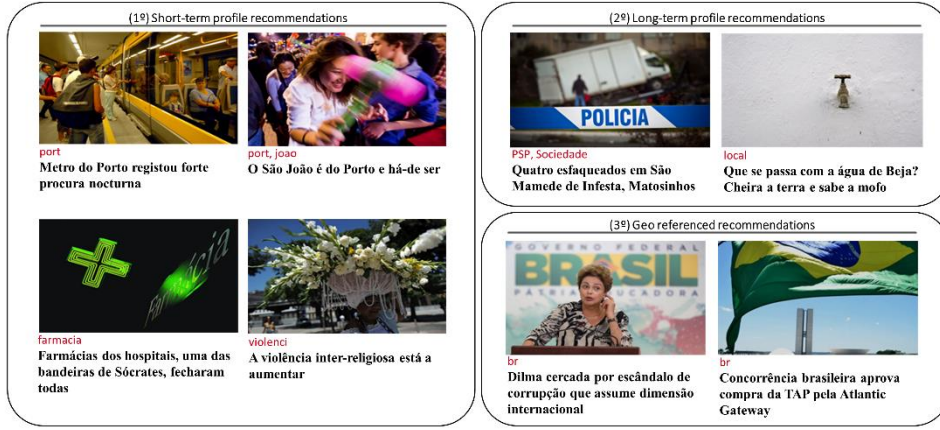 (1º) Short-term profile recommendations
port
Metro do Porto registou forte
procura nocturna
port, joao
O São João é do Porto e há-de ser
farmacia
Farmácias dos hospitais, uma das
bandeiras de Sócrates, fecharam
todas
violenci
A violência inter-religiosa está a
aumentar
(2º) Long-term profile recommendations
POLICIA
PSP, Sociedade
Quatro esfaqueados em São
Mamede de Infesta, Matosinhos
local
Que se passa com a água de Beja?
Cheira a terra e sabe a mofo
(3º) Geo referenced recommendations
GOVERNO FEDERAL
BRASIL
br
Dilma cercada por escândalo de
corrupção que assume dimensão
internacional
br
Concorrência brasileira aprova
compra da TAP pela Atlantic
Gateway